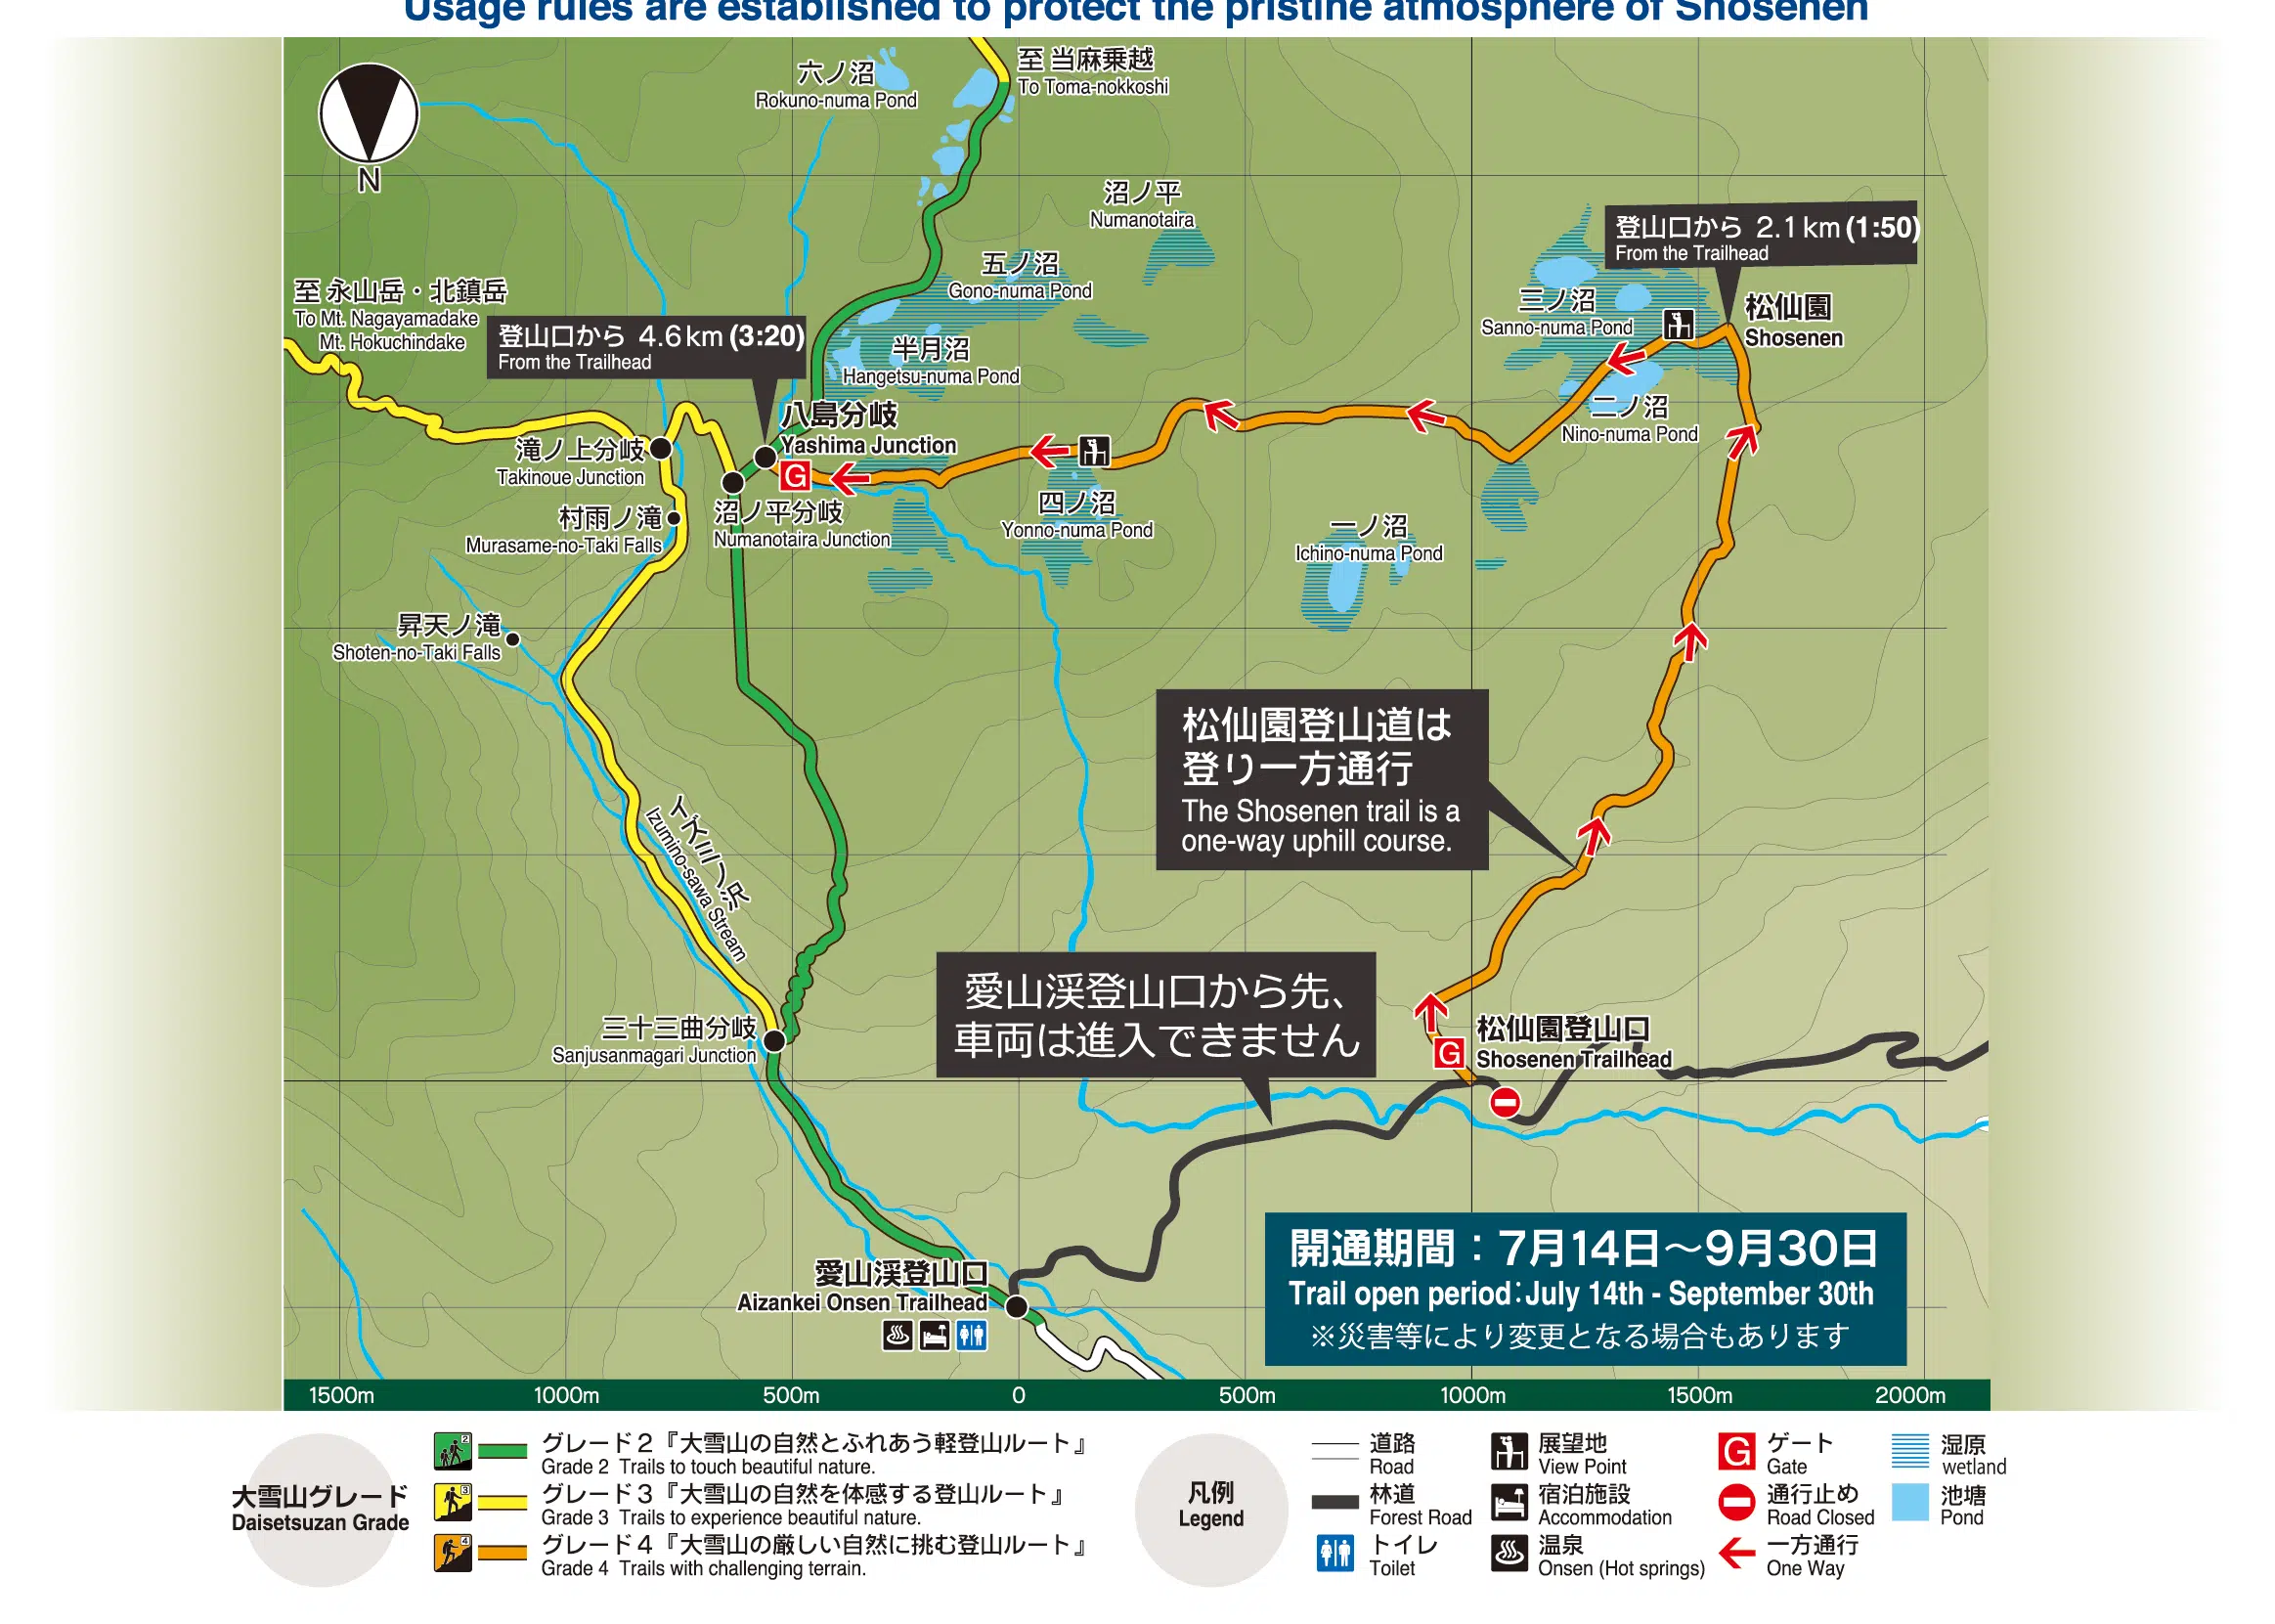 Usage rules are established to protect the pristine atmosphere of Shosenen
N
六ノ沼
Rokuno-numa Pond
至 当麻乗越
To Toma-nokkoshi
沼ノ平
Numanotaira
登山口から 2.1km(1:50)
From the Trailhead
五ノ沼
Gono-numa Pond
至 永山岳・北鎮岳
To Mt. Nagayamadake
Mt. Hokuchindake
三ノ沼
Sanno-numa Pond
松仙園
Shosenen
登山口から 4.6km(3:20)
From the Trailhead
半月沼
Hangetsu-numa Pond
二ノ沼
Nino-numa Pond
八島分岐
Yashima Junction
滝ノ上分岐
Takinoue Junction
G
村雨ノ滝
Murasame-no-Taki Falls
沼ノ平分岐
Numanotaira Junction
四ノ沼
Yonno-numa Pond
一ノ沼
Ichino-numa Pond
昇天ノ滝
Shoten-no-Taki Falls
松仙園登山道は
登り一方通行
The Shosenen trail is a
one-way uphill course.
イズミノ沢
Izumino-sawa Stream
愛山渓登山口から先、
車両は進入できません
三十三曲分岐
Sanjusanmagari Junction
松仙園登山口
G
Shosenen Trailhead
愛山渓登山口
Aizankei Onsen Trailhead
開通期間：7月14日～9月30日
Trail open period:July 14th - September 30th
※災害等により変更となる場合もあります
1500m 1000m 500m 0 500m 1000m 1500m 2000m
大雪山グレード
Daisetsuzan Grade
2
グレード2『大雪山の自然とふれあう軽登山ルート』
Grade 2 Trails to touch beautiful nature.
3
グレード3『大雪山の自然を体感する登山ルート』
Grade 3 Trails to experience beautiful nature.
4
グレード4『大雪山の厳しい自然に挑む登山ルート』
Grade 4 Trails with challenging terrain.
凡例
Legend
道路
Road
林道
Forest Road
トイレ
Toilet
展望地
View Point
宿泊施設
Accommodation
温泉
Onsen (Hot springs)
G
ゲート
Gate
通行止め
Road Closed
一方通行
One Way
湿原
wetland
池塘
Pond